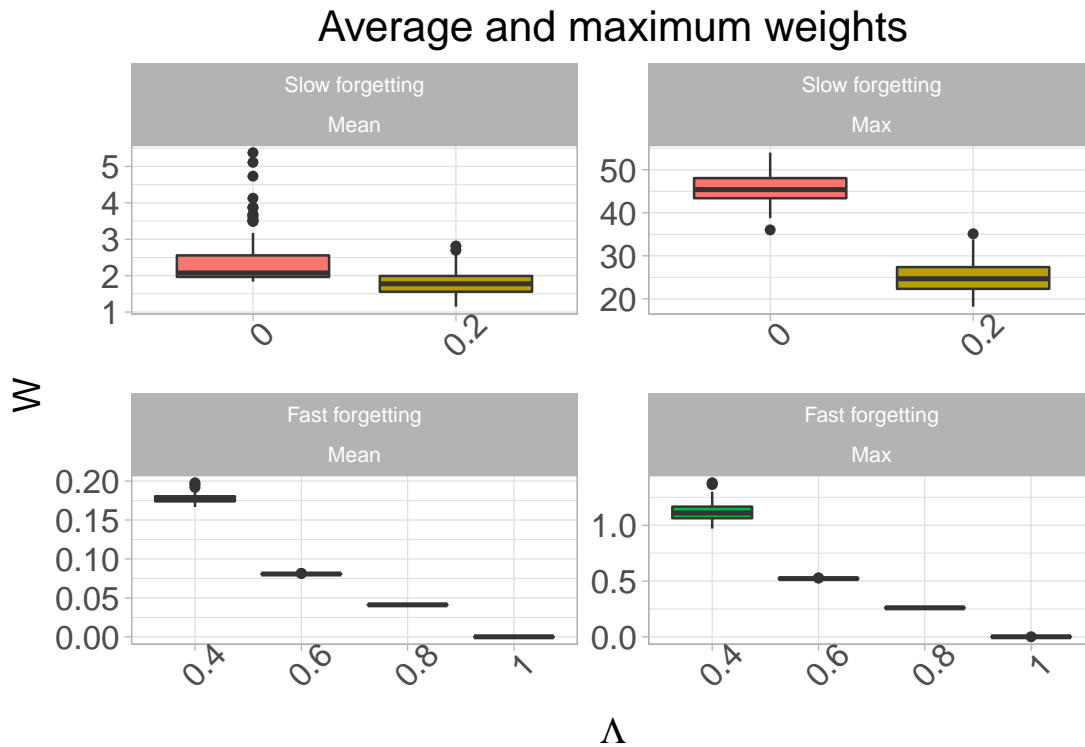 Average and maximum weights
Slow forgetting
Mean
5
4
3
2
1
0
0.2
Slow forgetting
Max
50
40
30
20
0
0.2
W
Fast forgetting
Mean
0.20
0.15
0.10
0.05
0.00
0.4
0.6
0.8
1
Fast forgetting
Max
1.0
0.5
0.0
0.4
0.6
0.8
1
Λ